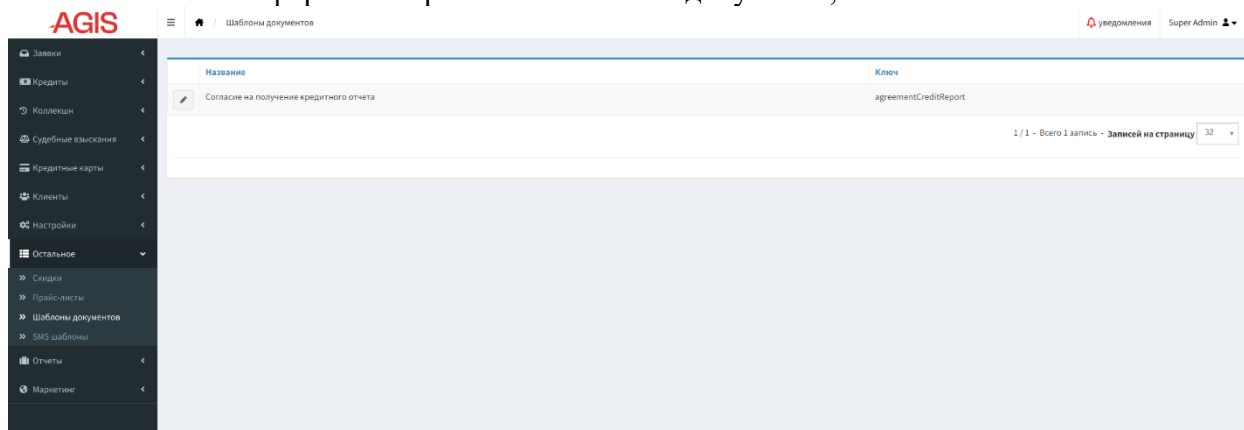 AGIS
/ Шаблоны документов
уведомления Super Admin
Заявки
Кредиты
Коллекшн
Судебные взыскания
Кредитные карты
Клиенты
Настройки
Остальное
Скидки
Прайс-листы
Шаблоны документов
SMS шаблоны
Отчеты
Маркетинг
Название Ключ
Согласие на получение кредитного отчета agreementCreditReport
1 / 1 - Всего 1 запись - Записей на страницу 32